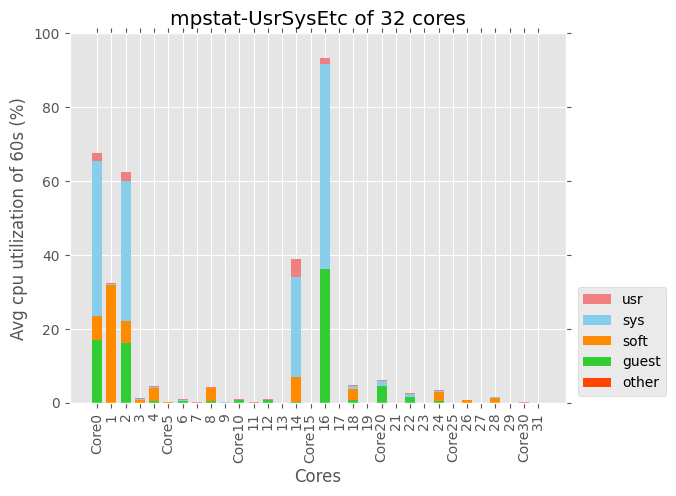 mpstat-UsrSysEtc of 32 cores
Avg cpu utilization of 60s (%)
100
80
60
40
20
0
Core0
1
2
3
4
Core5
6
7
8
9
Core10
11
12
13
14
Core15
16
17
18
19
Core20
21
22
23
24
Core25
26
27
28
29
Core30
31
Cores
usr
sys
soft
guest
other